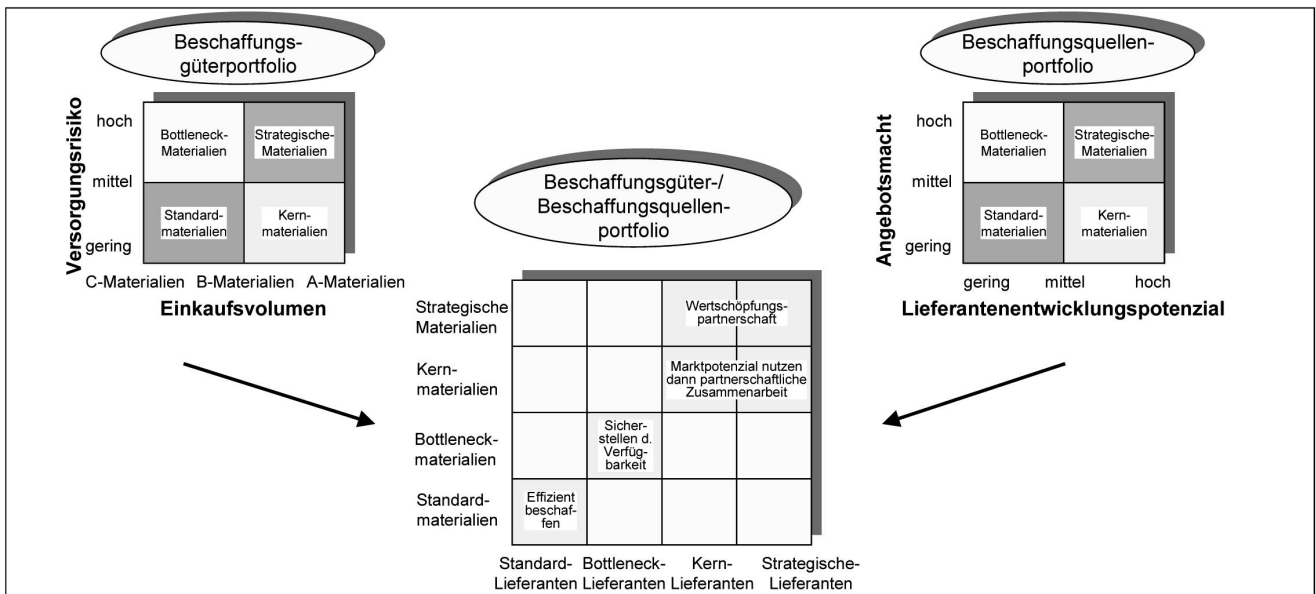 Beschaffungs-
güterportfolio
Versorgungsrisiko
hoch
mittel
gering
Bottleneck-
Materialien
Strategische-
Materialien
Standard-
materialien
Kern-
materialien
C-Materialien B-Materialien A-Materialien
Einkaufsvolumen
Beschaffungsgüter-/
Beschaffungsquellen-
portfolio
Strategische
Materialien
Kern-
materialien
Bottleneck-
materialien
Standard-
materialien
Wertschöpfungs-
partnerschaft
Marktpotenzial nutzen
dann partnerschaftliche
Zusammenarbeit
Sicher-
stellen d.
Verfüg-
barkeit
Effizient
beschaf-
fen
Standard-
Lieferanten
Bottleneck-
Lieferanten
Kern-
Lieferanten
Strategische-
Lieferanten
Beschaffungsquellen-
portfolio
Angebotsmacht
hoch
mittel
gering
Bottleneck-
Materialien
Strategische-
Materialien
Standard-
materialien
Kern-
materialien
gering mittel hoch
Lieferantenentwicklungspotenzial